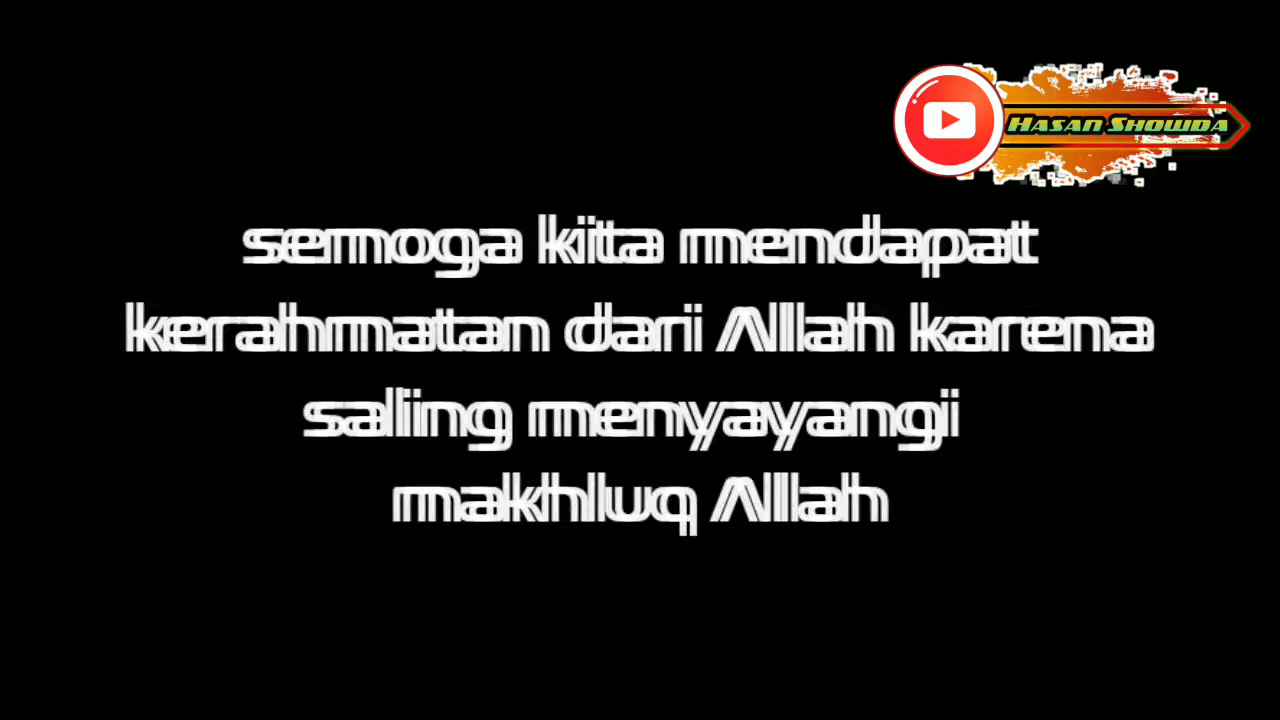 Hasan Showda
semoga kita mendapat
kerahmatan dari Allah karena
saling menyayangi
makhluq Allah